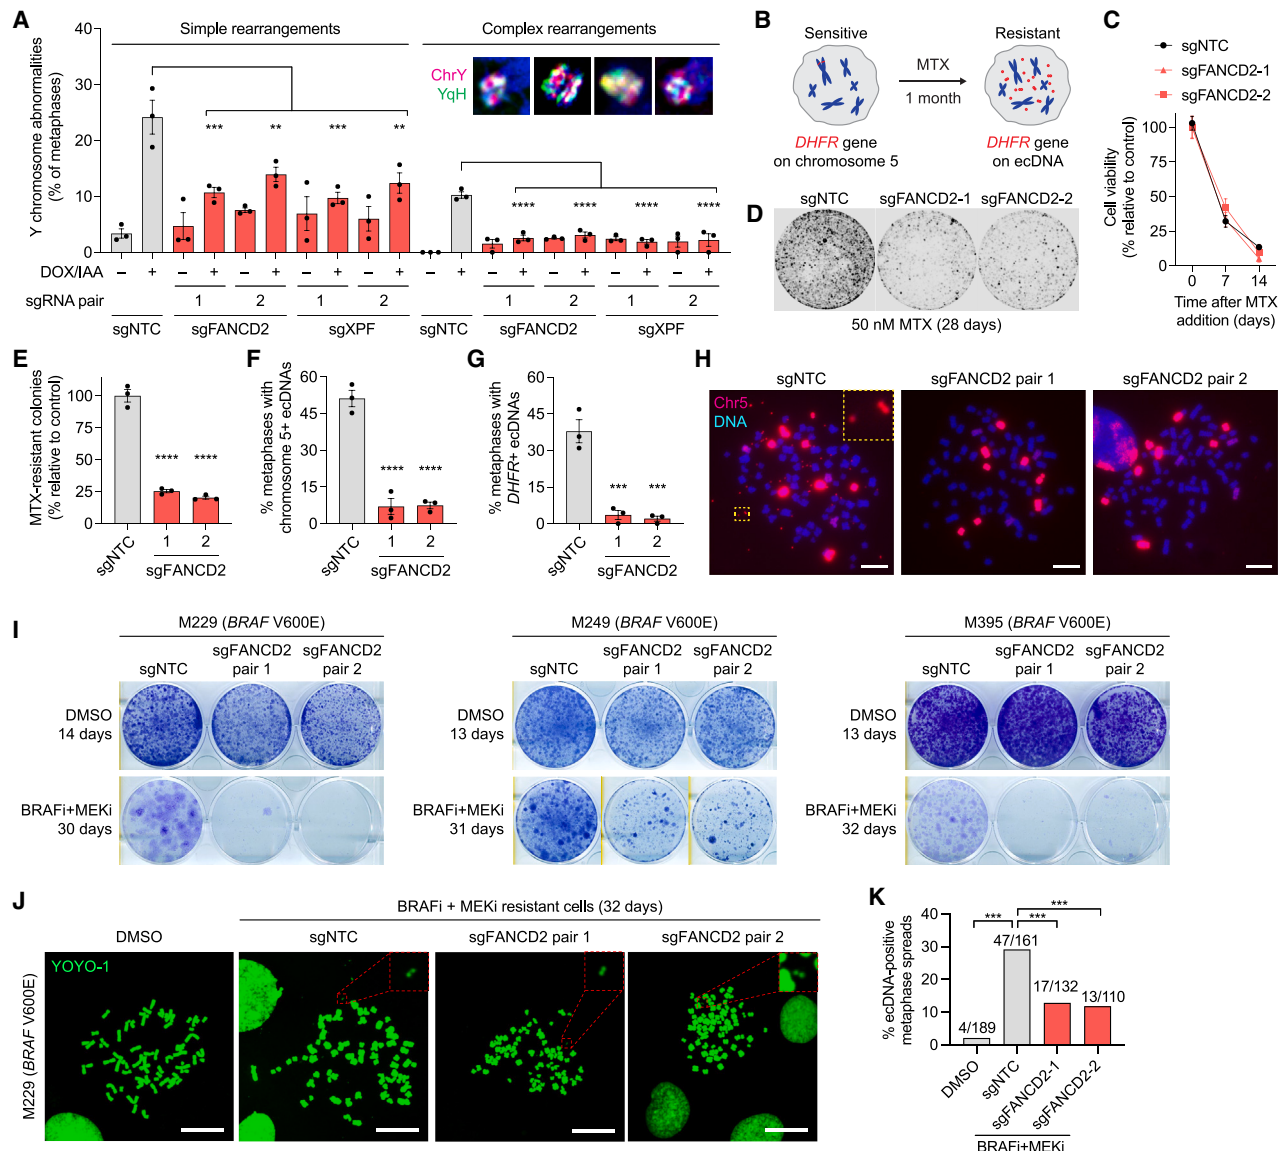 A
Simple rearrangements
Complex rearrangements
Y chromosome abnormalities
(% of metaphases)
40
30
20
10
0
ChrY
YqH
*** ** *** **
**** **** **** ****
DOX/IAA – + – + – + – + – + – + – + – + – + – +
sgRNA pair 1 2 1 2 1 2 1 2
sgNTC sgFANCD2 sgXPF sgNTC sgFANCD2 sgXPF
B
Sensitive
Resistant
MTX
1 month
DHFR gene
on chromosome 5
DHFR gene
on ecDNA
C
sgNTC
sgFANCD2-1
sgFANCD2-2
Cell viability
(% relative to control)
100
75
50
25
0
0 7 14
Time after MTX
addition (days)
D
sgNTC sgFANCD2-1 sgFANCD2-2
50 nM MTX (28 days)
E
MTX-resistant colonies
(% relative to control)
100
75
50
25
0
**** ****
sgNTC 1 2
sgFANCD2
F
% metaphases with
chromosome 5+ ecDNAs
60
45
30
15
0
**** ****
sgNTC 1 2
sgFANCD2
G
% metaphases with
DHFR+ ecDNAs
60
45
30
15
0
*** ***
sgNTC 1 2
sgFANCD2
H
sgNTC sgFANCD2 pair 1 sgFANCD2 pair 2
Chr5
DNA
I
M229 (BRAF V600E)
sgNTC
sgFANCD2
pair 1
sgFANCD2
pair 2
DMSO
14 days
BRAFi+MEKi
30 days
M249 (BRAF V600E)
sgNTC
sgFANCD2
pair 1
sgFANCD2
pair 2
DMSO
13 days
BRAFi+MEKi
31 days
M395 (BRAF V600E)
sgNTC
sgFANCD2
pair 1
sgFANCD2
pair 2
DMSO
13 days
BRAFi+MEKi
32 days
J
BRAFi + MEKi resistant cells (32 days)
DMSO sgNTC sgFANCD2 pair 1 sgFANCD2 pair 2
M229 (BRAF V600E)
YOYO-1
K
% ecDNA-positive
metaphase spreads
40
30
20
10
0
***
*** ***
47/161
17/132
13/110
4/189
DMSO
sgNTC
sgFANCD2-1
sgFANCD2-2
BRAFi+MEKi